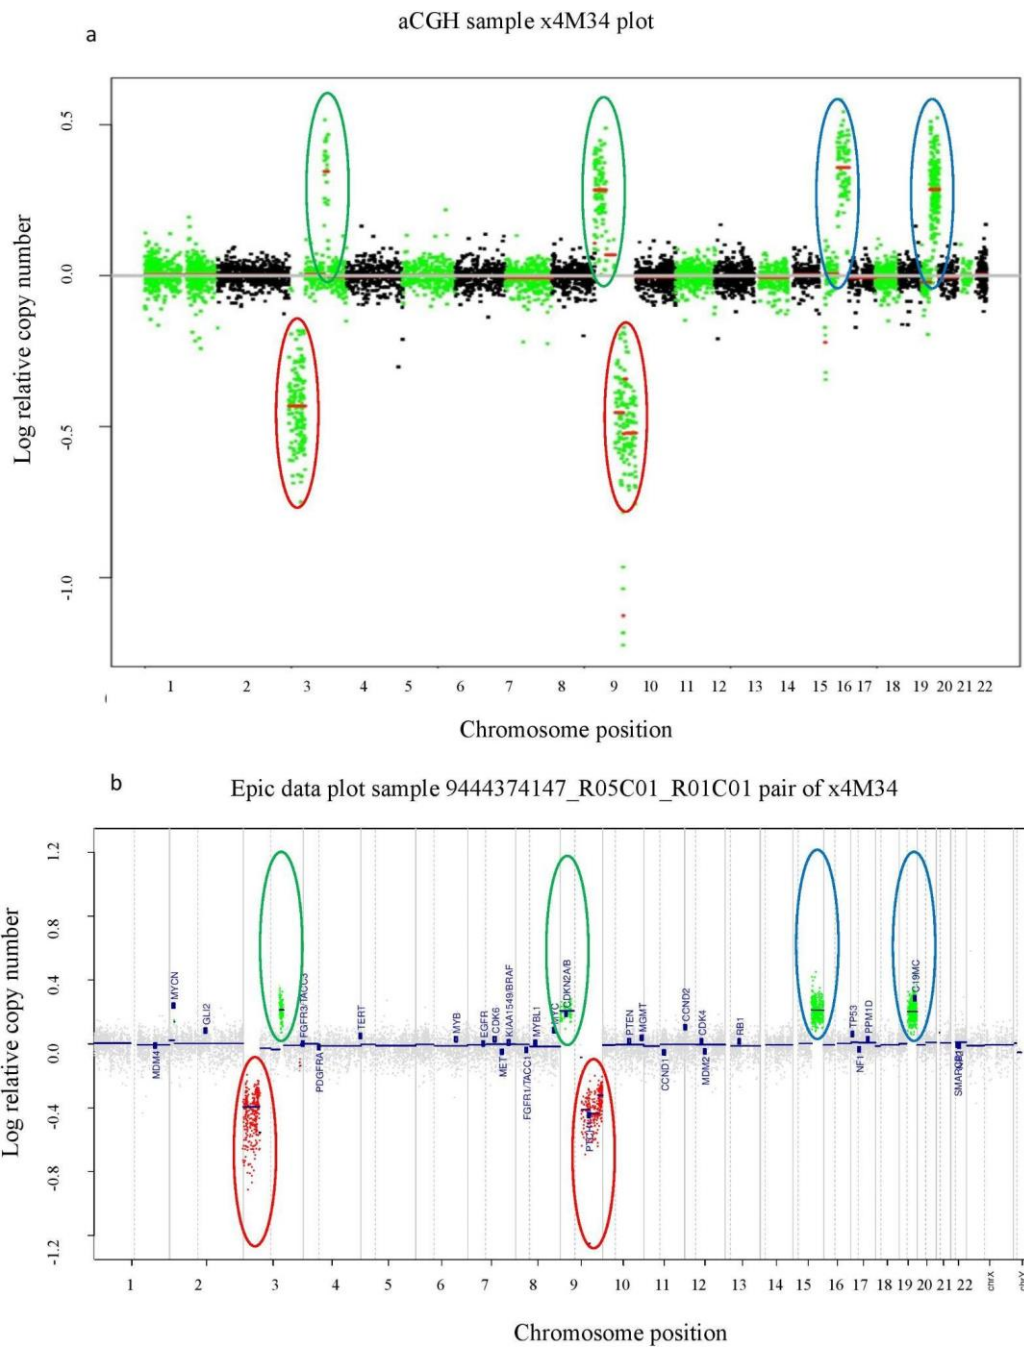 aCGH sample x4M34 plot
a
0.5
0.0
-0.5
-1.0
Log relative copy number
1 2 3 4 5 6 7 8 9 10 11 12 13 14 15 16 17 18 19 20 21 22
Chromosome position
b
Epic data plot sample 9444374147_R05C01_R01C01 pair of x4M34
1.2
0.8
0.4
0.0
-0.4
-0.8
-1.2
Log relative copy number
MDM4
MYCN
GLI2
FGFR3/TACC3
PDGFRA
TERT
MYB
EGFR
CDK6
MET
KIAA1549/BRAF
FGFR1/TACC1
MYBL1
MYC
CDKN2A/B
PTCH1
PTEN
MGMT
CCND1
CCND2
CDK4
MDM2
RB1
TP53
NF1
PPM1D
C19MC
1 2 3 4 5 6 7 8 9 10 11 12 13 14 15 16 17 18 19 20 21 22 chrX chrY
Chromosome position